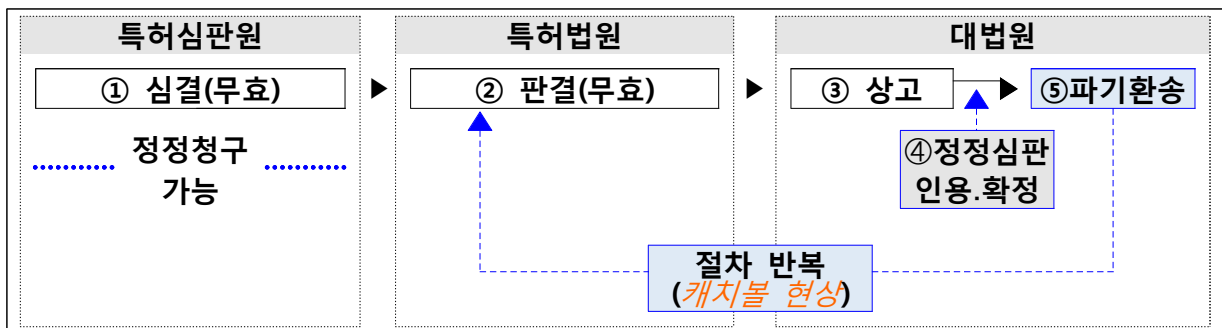 특허심판원
① 심결(무효)
정정청구
가능
특허법원
② 판결(무효)
대법원
③ 상고
⑤파기환송
④정정심판
인용.확정
절차 반복
(캐치볼 현상)